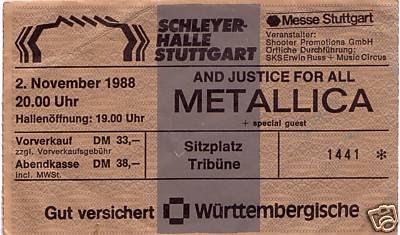 SCHLEYER-
HALLE
STUTTGART
Messe Stuttgart
Veranstalter:
Shooter Promotions GmbH
Örtliche Durchführung:
SKS Erwin Russ + Music Circus
2. November 1988
20.00 Uhr
Hallenöffnung: 19.00 Uhr
AND JUSTICE FOR ALL
METALLICA
+ special guest
Vorverkauf DM 33,—
zzgl. Vorverkaufsgebühr
Abendkasse DM 38,—
incl. MWSt.
Sitzplatz
Tribüne
1441 *
Gut versichert Württembergische